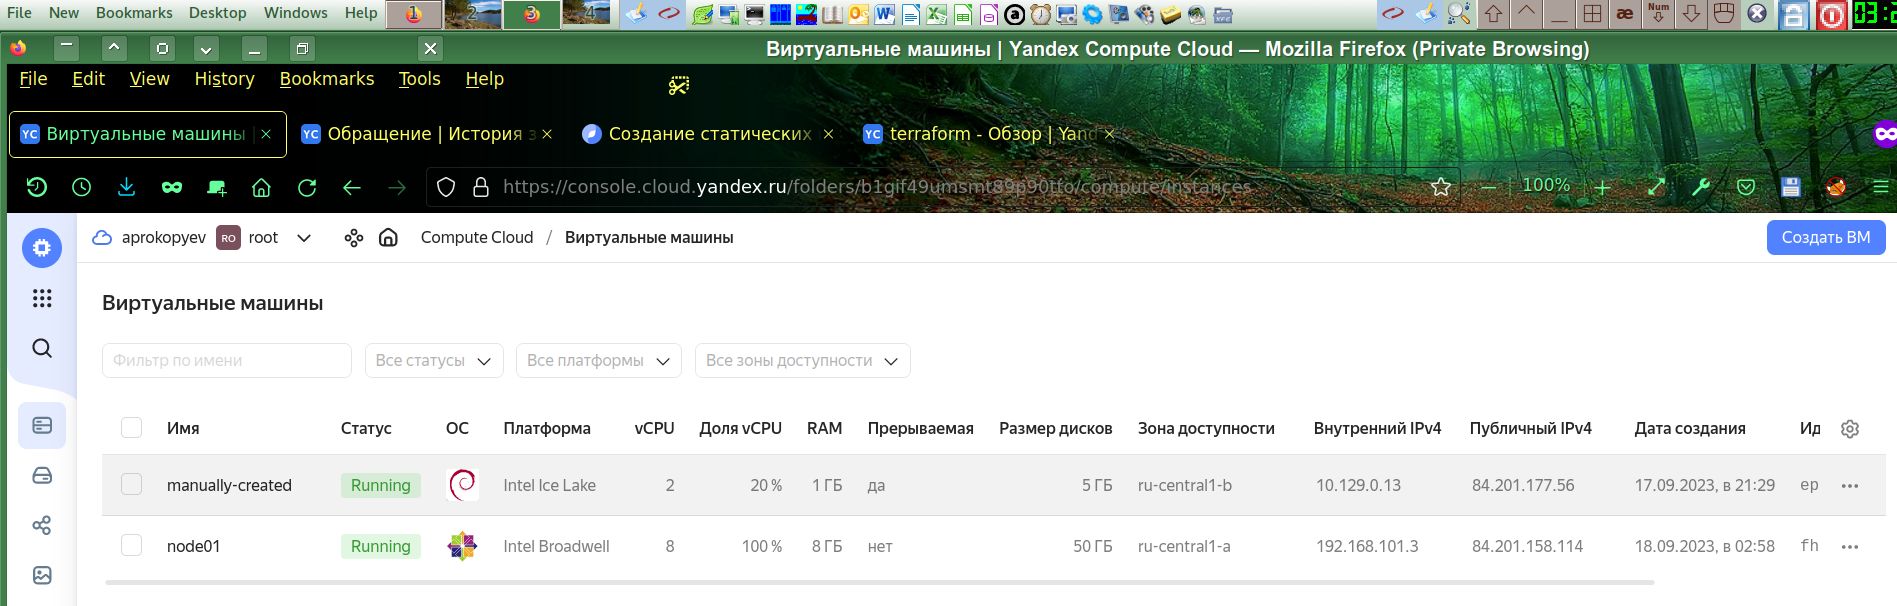 File New Bookmarks Desktop Windows Help 1 2 3 4 æ Num
Виртуальные машины | Yandex Compute Cloud — Mozilla Firefox (Private Browsing)
File Edit View History Bookmarks Tools Help
YC Виртуальные машины YC Обращение | История Создание статических YC terraform - Обзор | Yand
https://console.cloud.yandex.ru/folders/b1gif49umsmt89p90tfo/compute/instances 100%
aprokopyev RO root Compute Cloud / Виртуальные машины Создать ВМ
Виртуальные машины
Фильтр по имени Все статусы Все платформы Все зоны доступности
Имя Статус ОС Платформа vCPU Доля vCPU RAM Прерываемая Размер дисков Зона доступности Внутренний IPv4 Публичный IPv4 Дата создания Ид
manually-created Running Intel Ice Lake 2 20 % 1 ГБ да 5 ГБ ru-central1-b 10.129.0.13 84.201.177.56 17.09.2023, в 21:29 ep
node01 Running Intel Broadwell 8 100 % 8 ГБ нет 50 ГБ ru-central1-a 192.168.101.3 84.201.158.114 18.09.2023, в 02:58 fh